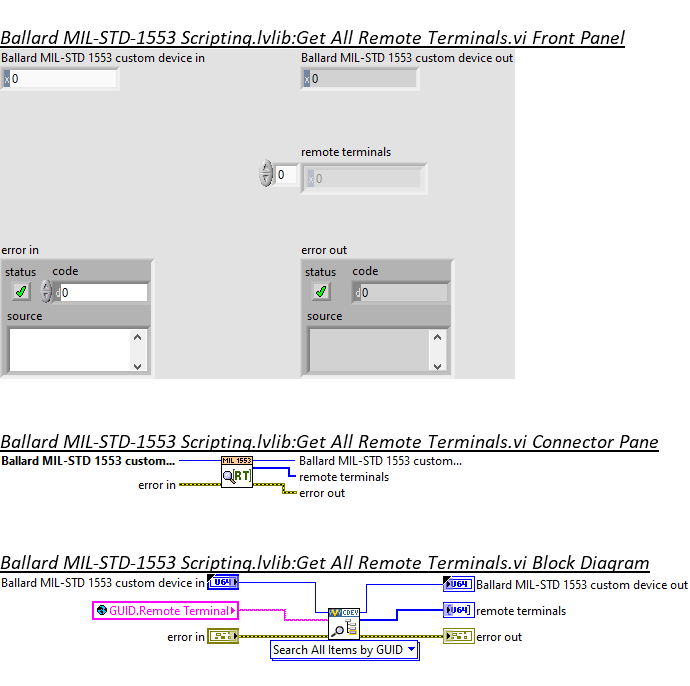 Ballard MIL-STD-1553 Scripting.lvlib:Get All Remote Terminals.vi Front Panel
Ballard MIL-STD 1553 custom device in
Ballard MIL-STD 1553 custom device out
x 0
x 0
remote terminals
0
x 0
error in
error out
status code
status code
d 0
d 0
source
source
Ballard MIL-STD-1553 Scripting.lvlib:Get All Remote Terminals.vi Connector Pane
Ballard MIL-STD 1553 custom...
MIL 1553
Ballard MIL-STD 1553 custom...
[RT]
remote terminals
error in
error out
Ballard MIL-STD-1553 Scripting.lvlib:Get All Remote Terminals.vi Block Diagram
Ballard MIL-STD 1553 custom device in
U64
U64
Ballard MIL-STD 1553 custom device out
GUID.Remote Terminal
CDEV
U64
remote terminals
error in
error out
Search All Items by GUID